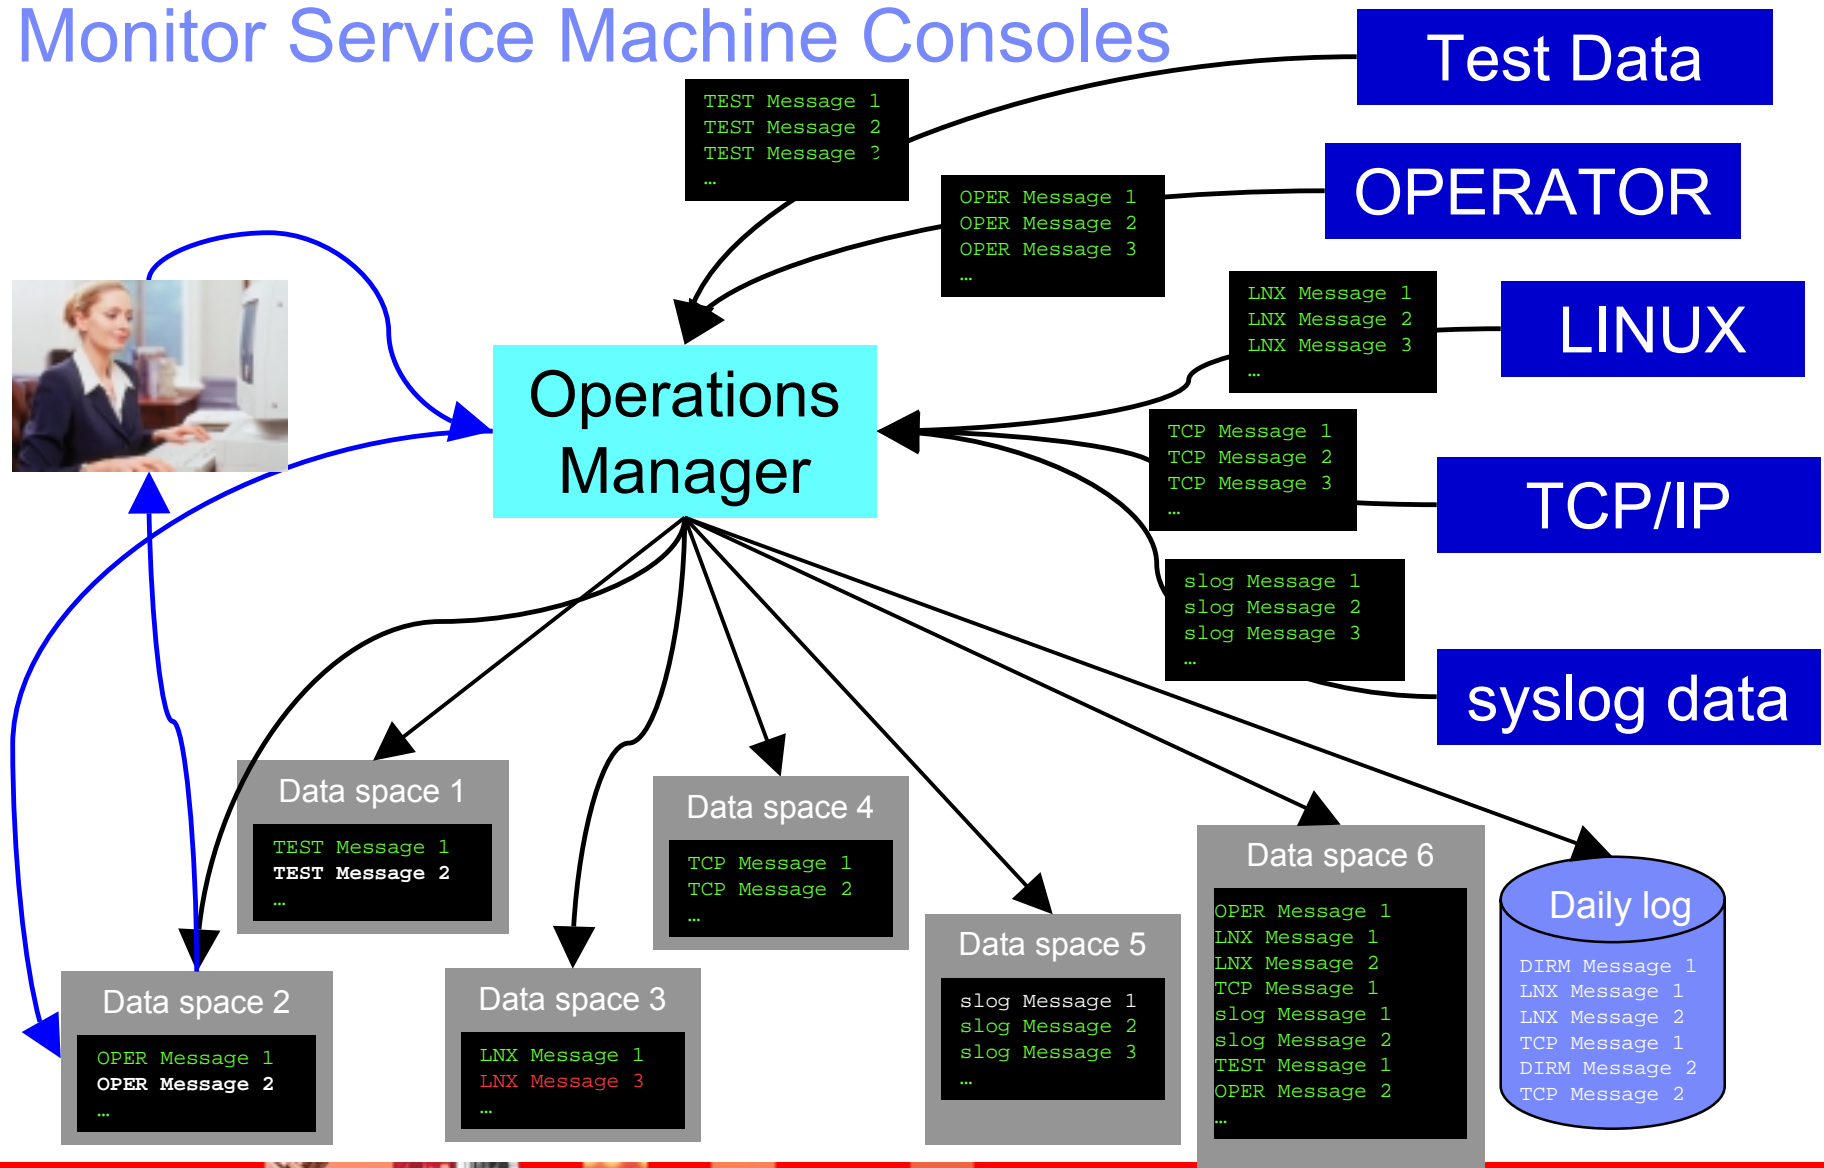 Monitor Service Machine Consoles
Test Data
TEST Message 1
TEST Message 2
TEST Message 3
…
OPERATOR
OPER Message 1
OPER Message 2
OPER Message 3
…
LINUX
LNX Message 1
LNX Message 2
LNX Message 3
…
Operations
Manager
TCP/IP
TCP Message 1
TCP Message 2
TCP Message 3
…
syslog data
slog Message 1
slog Message 2
slog Message 3
…
Data space 1
TEST Message 1
TEST Message 2
…
Data space 2
OPER Message 1
OPER Message 2
…
Data space 3
LNX Message 1
LNX Message 3
…
Data space 4
TCP Message 1
TCP Message 2
…
Data space 5
slog Message 1
slog Message 2
slog Message 3
…
Data space 6
OPER Message 1
LNX Message 1
LNX Message 2
TCP Message 1
slog Message 1
slog Message 2
TEST Message 1
OPER Message 2
…
Daily log
DIRM Message 1
LNX Message 1
LNX Message 2
TCP Message 1
DIRM Message 2
TCP Message 2